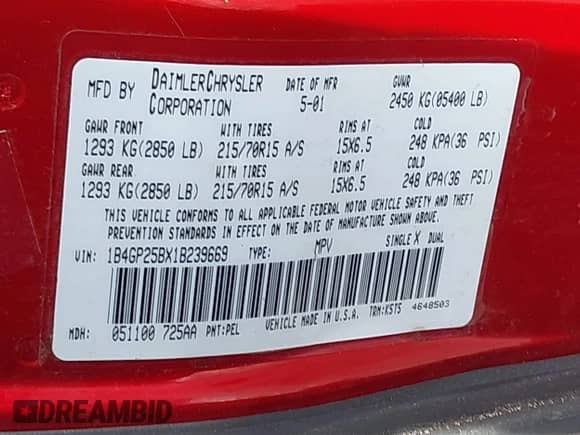 MFD BY DAIMLERCHRYSLER CORPORATION DATE OF MFR 5-01 GVWR 2450 KG(05400 LB)
GAWR FRONT WITH TIRES RIMS AT COLD
1293 KG(2850 LB) 215/70R15 A/S 15X6.5 248 KPA(36 PSI)
GAWR REAR WITH TIRES RIMS AT COLD
1293 KG(2850 LB) 215/70R15 A/S 15X6.5 248 KPA(36 PSI)
THIS VEHICLE CONFORMS TO ALL APPLICABLE FEDERAL MOTOR VEHICLE SAFETY AND THEFT
PREVENTION STANDARDS IN EFFECT ON THE DATE OF MANUFACTURE SHOWN ABOVE.
VIN: 1B4GP25BX1B239669 TYPE: MPV SINGLE X DUAL
MDH: 051100 725AA PNT:PEL VEHICLE MADE IN U.S.A. TRM:K5T5 4648503
DREAMBID